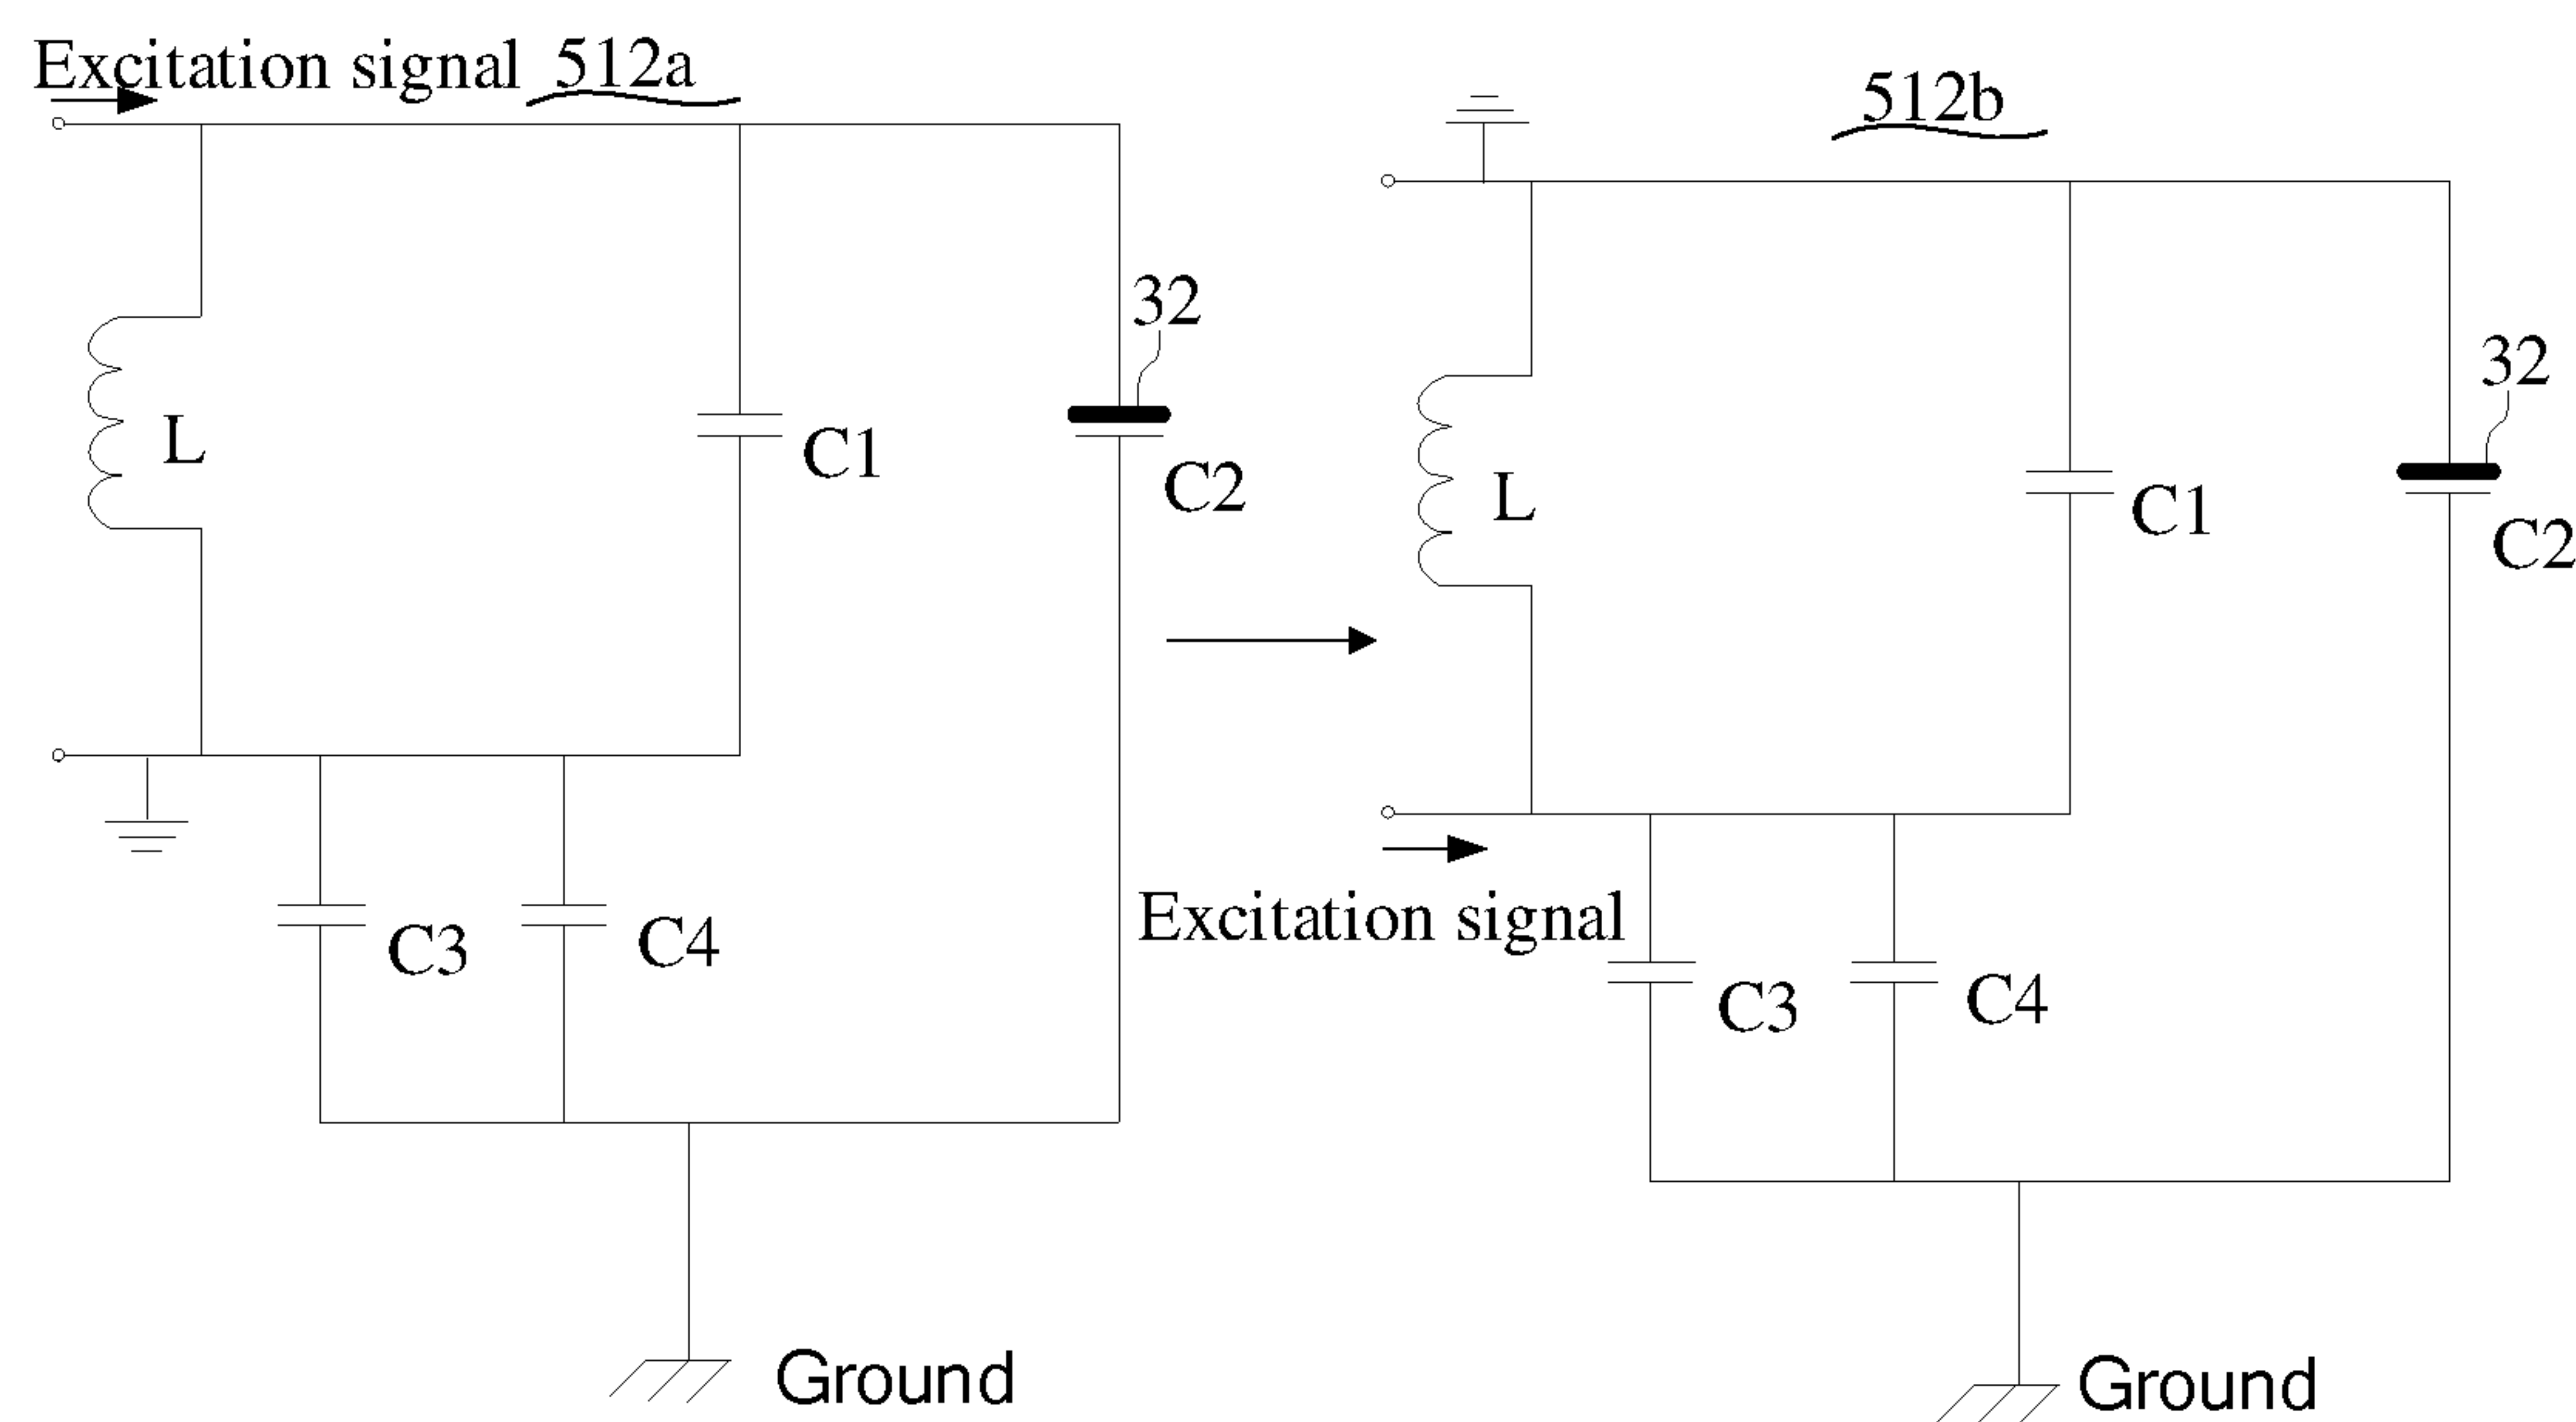 Excitation signal 512a
32
L
C1
C2
C3
C4
Ground
512b
32
L
C1
C2
Excitation signal
C3
C4
Ground